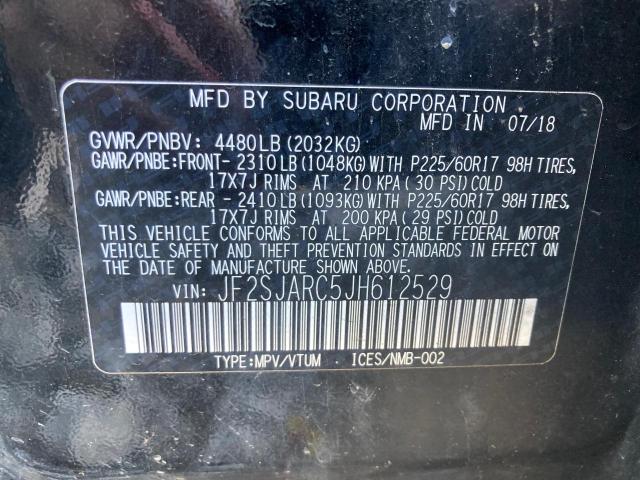 MFD BY SUBARU CORPORATION
MFD IN 07/18
GVWR/PNBV: 4480LB (2032KG)
GAWR/PNBE:FRONT- 2310LB (1048KG) WITH P225/60R17 98H TIRES,
17X7J RIMS AT 210 KPA ( 30 PSI) COLD
GAWR/PNBE:REAR - 2410LB (1093KG) WITH P225/60R17 98H TIRES,
17X7J RIMS AT 200 KPA ( 29 PSI) COLD
THIS VEHICLE CONFORMS TO ALL APPLICABLE FEDERAL MOTOR
VEHICLE SAFETY AND THEFT PREVENTION STANDARDS IN EFFECT ON
THE DATE OF MANUFACTURE SHOWN ABOVE.
VIN: JF2SJARC5JH612529
TYPE:MPV/VTUM ICES/NMB-002